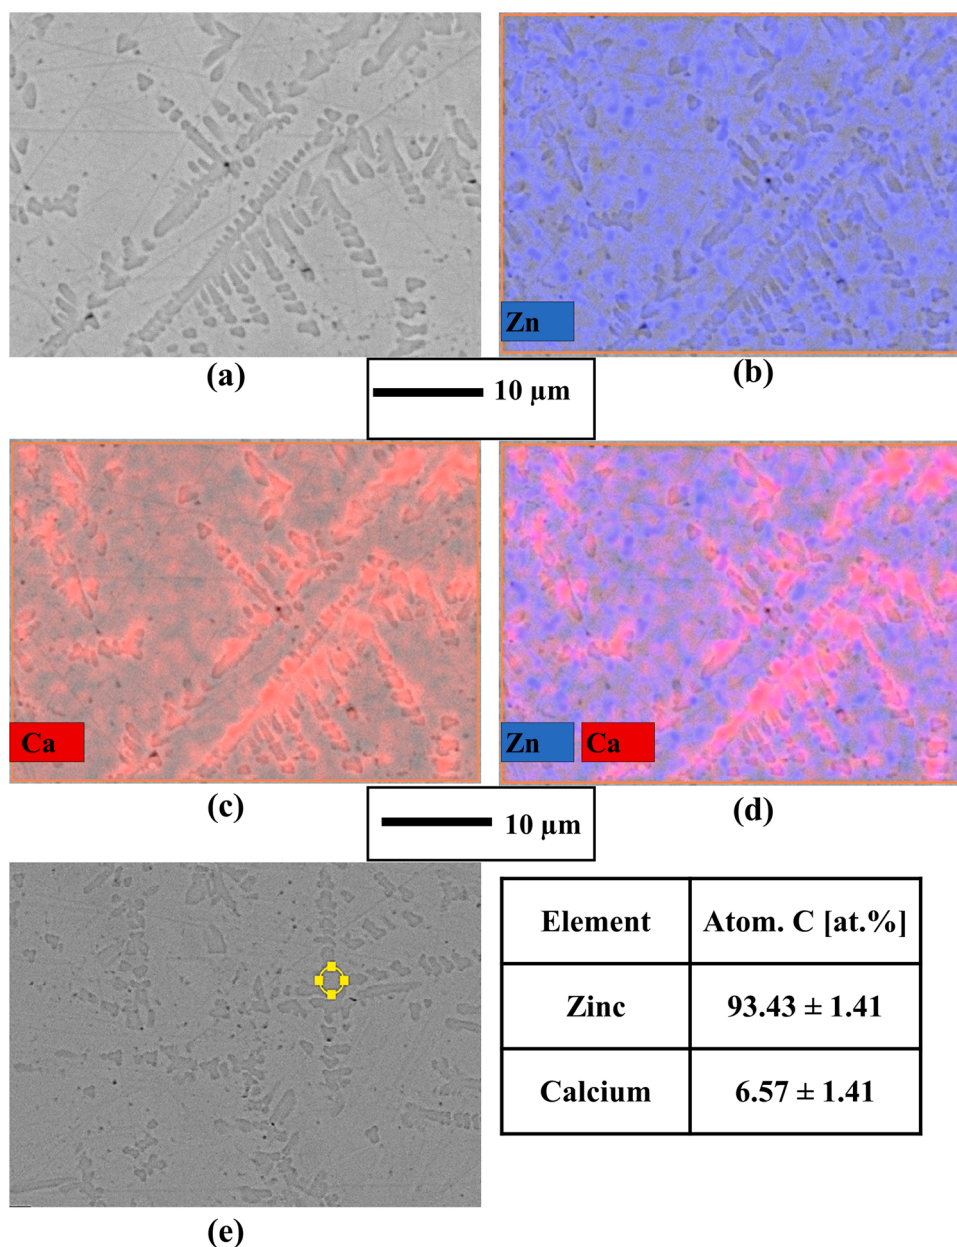 (a)
Zn
(b)
10 µm
Ca
(c)
Zn Ca
(d)
10 µm
(e)
Element Atom. C [at.%]
Zinc 93.43 ± 1.41
Calcium 6.57 ± 1.41